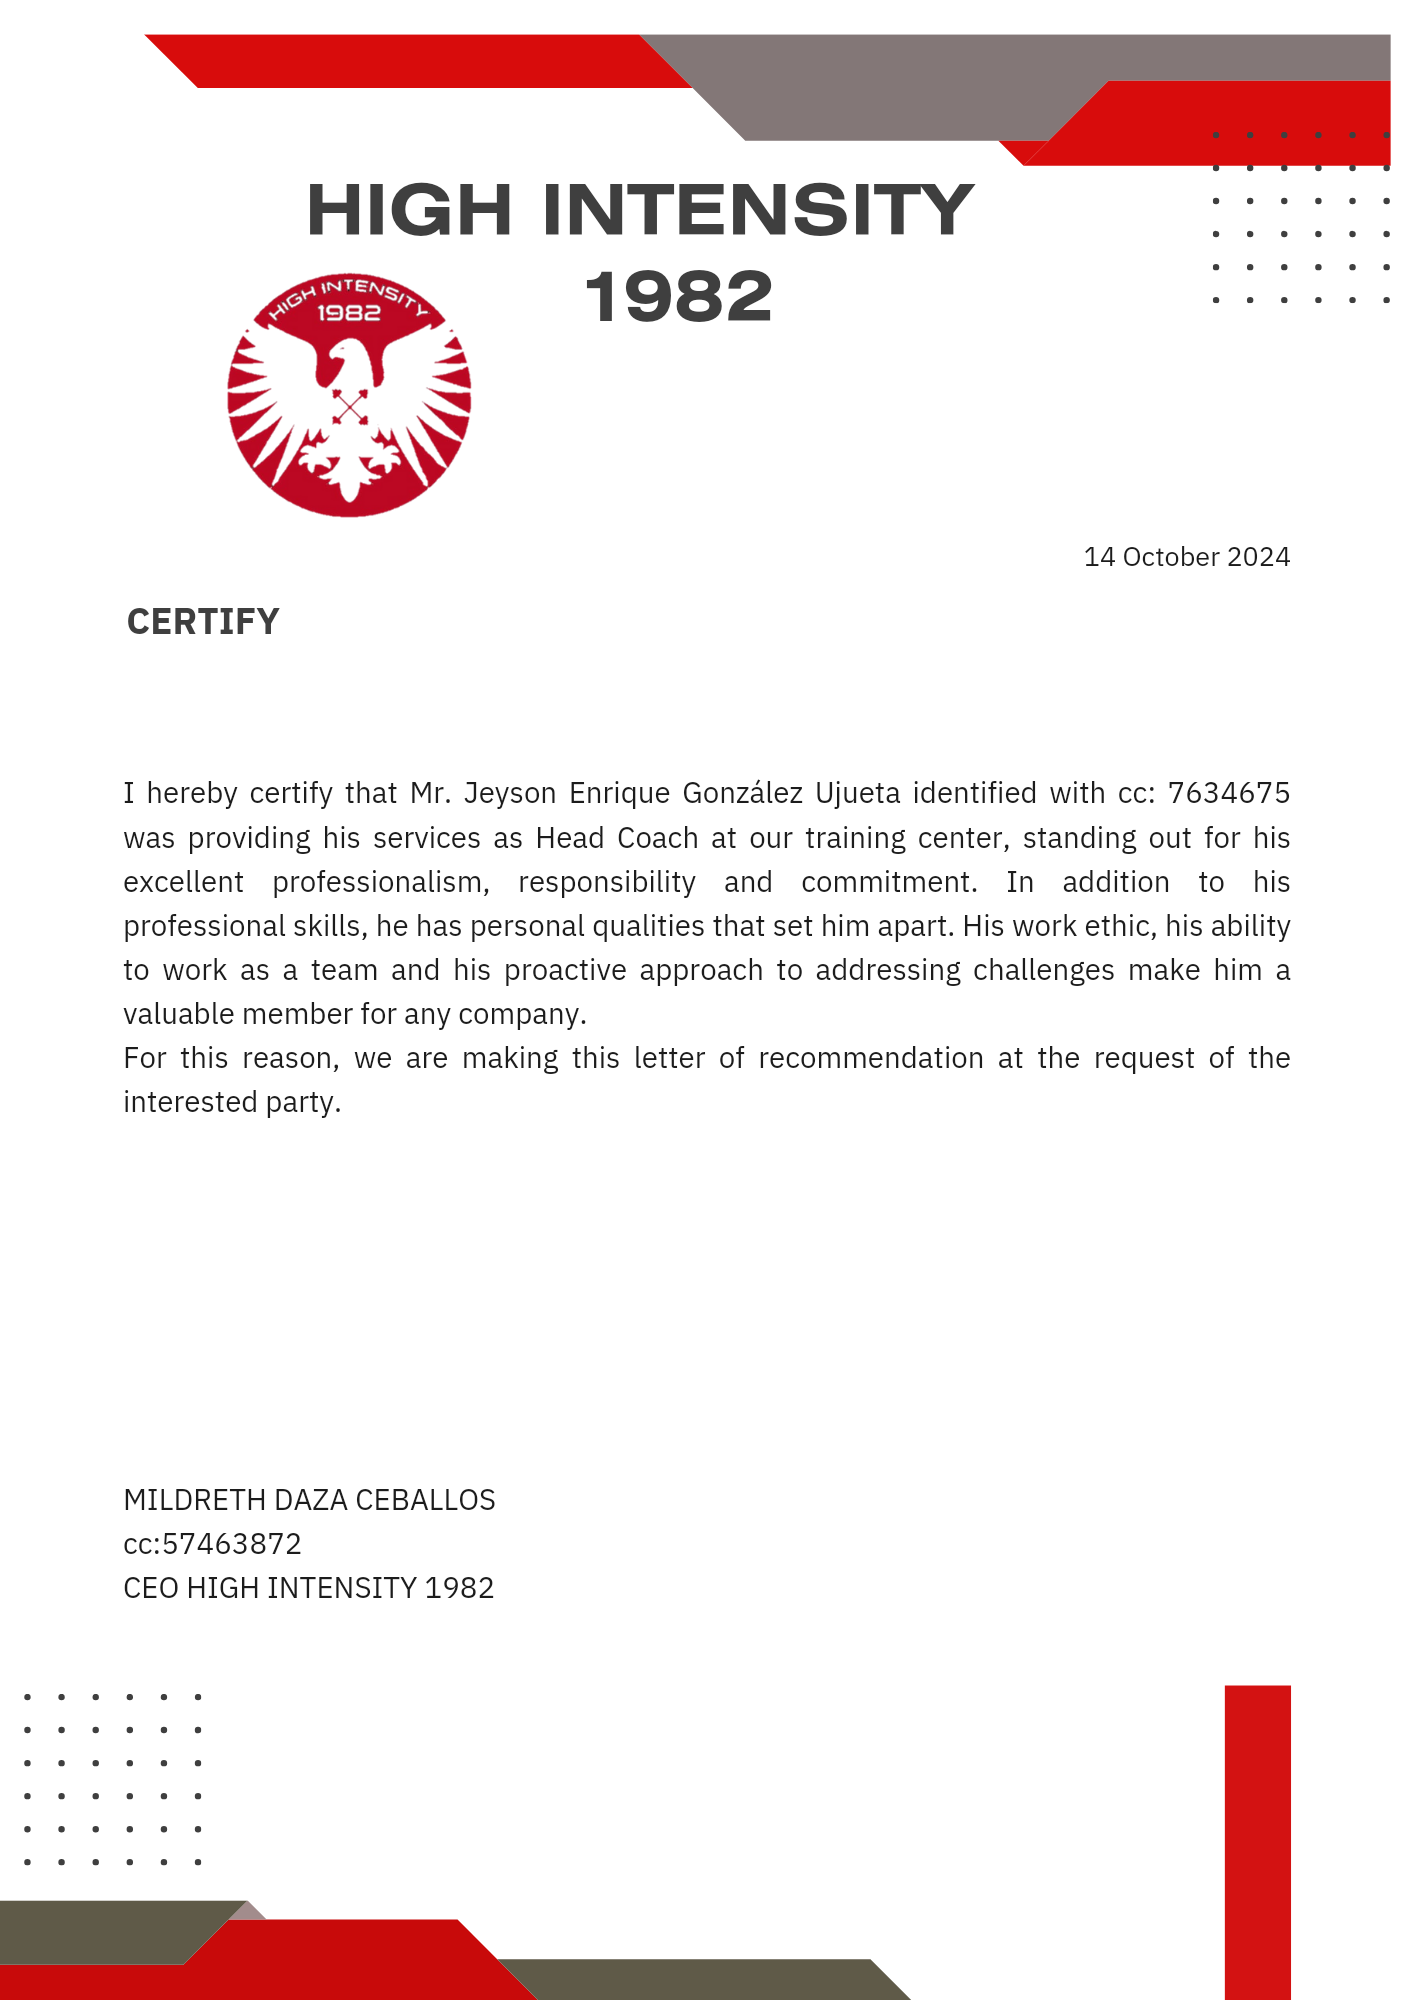 HIGH INTENSITY
1982
HIGH INTENSITY
1982
14 October 2024
CERTIFY
I hereby certify that Mr. Jeyson Enrique González Ujueta identified with cc: 7634675
was providing his services as Head Coach at our training center, standing out for his
excellent professionalism, responsibility and commitment. In addition to his
professional skills, he has personal qualities that set him apart. His work ethic, his ability
to work as a team and his proactive approach to addressing challenges make him a
valuable member for any company.
For this reason, we are making this letter of recommendation at the request of the
interested party.
MILDRETH DAZA CEBALLOS
cc:57463872
CEO HIGH INTENSITY 1982